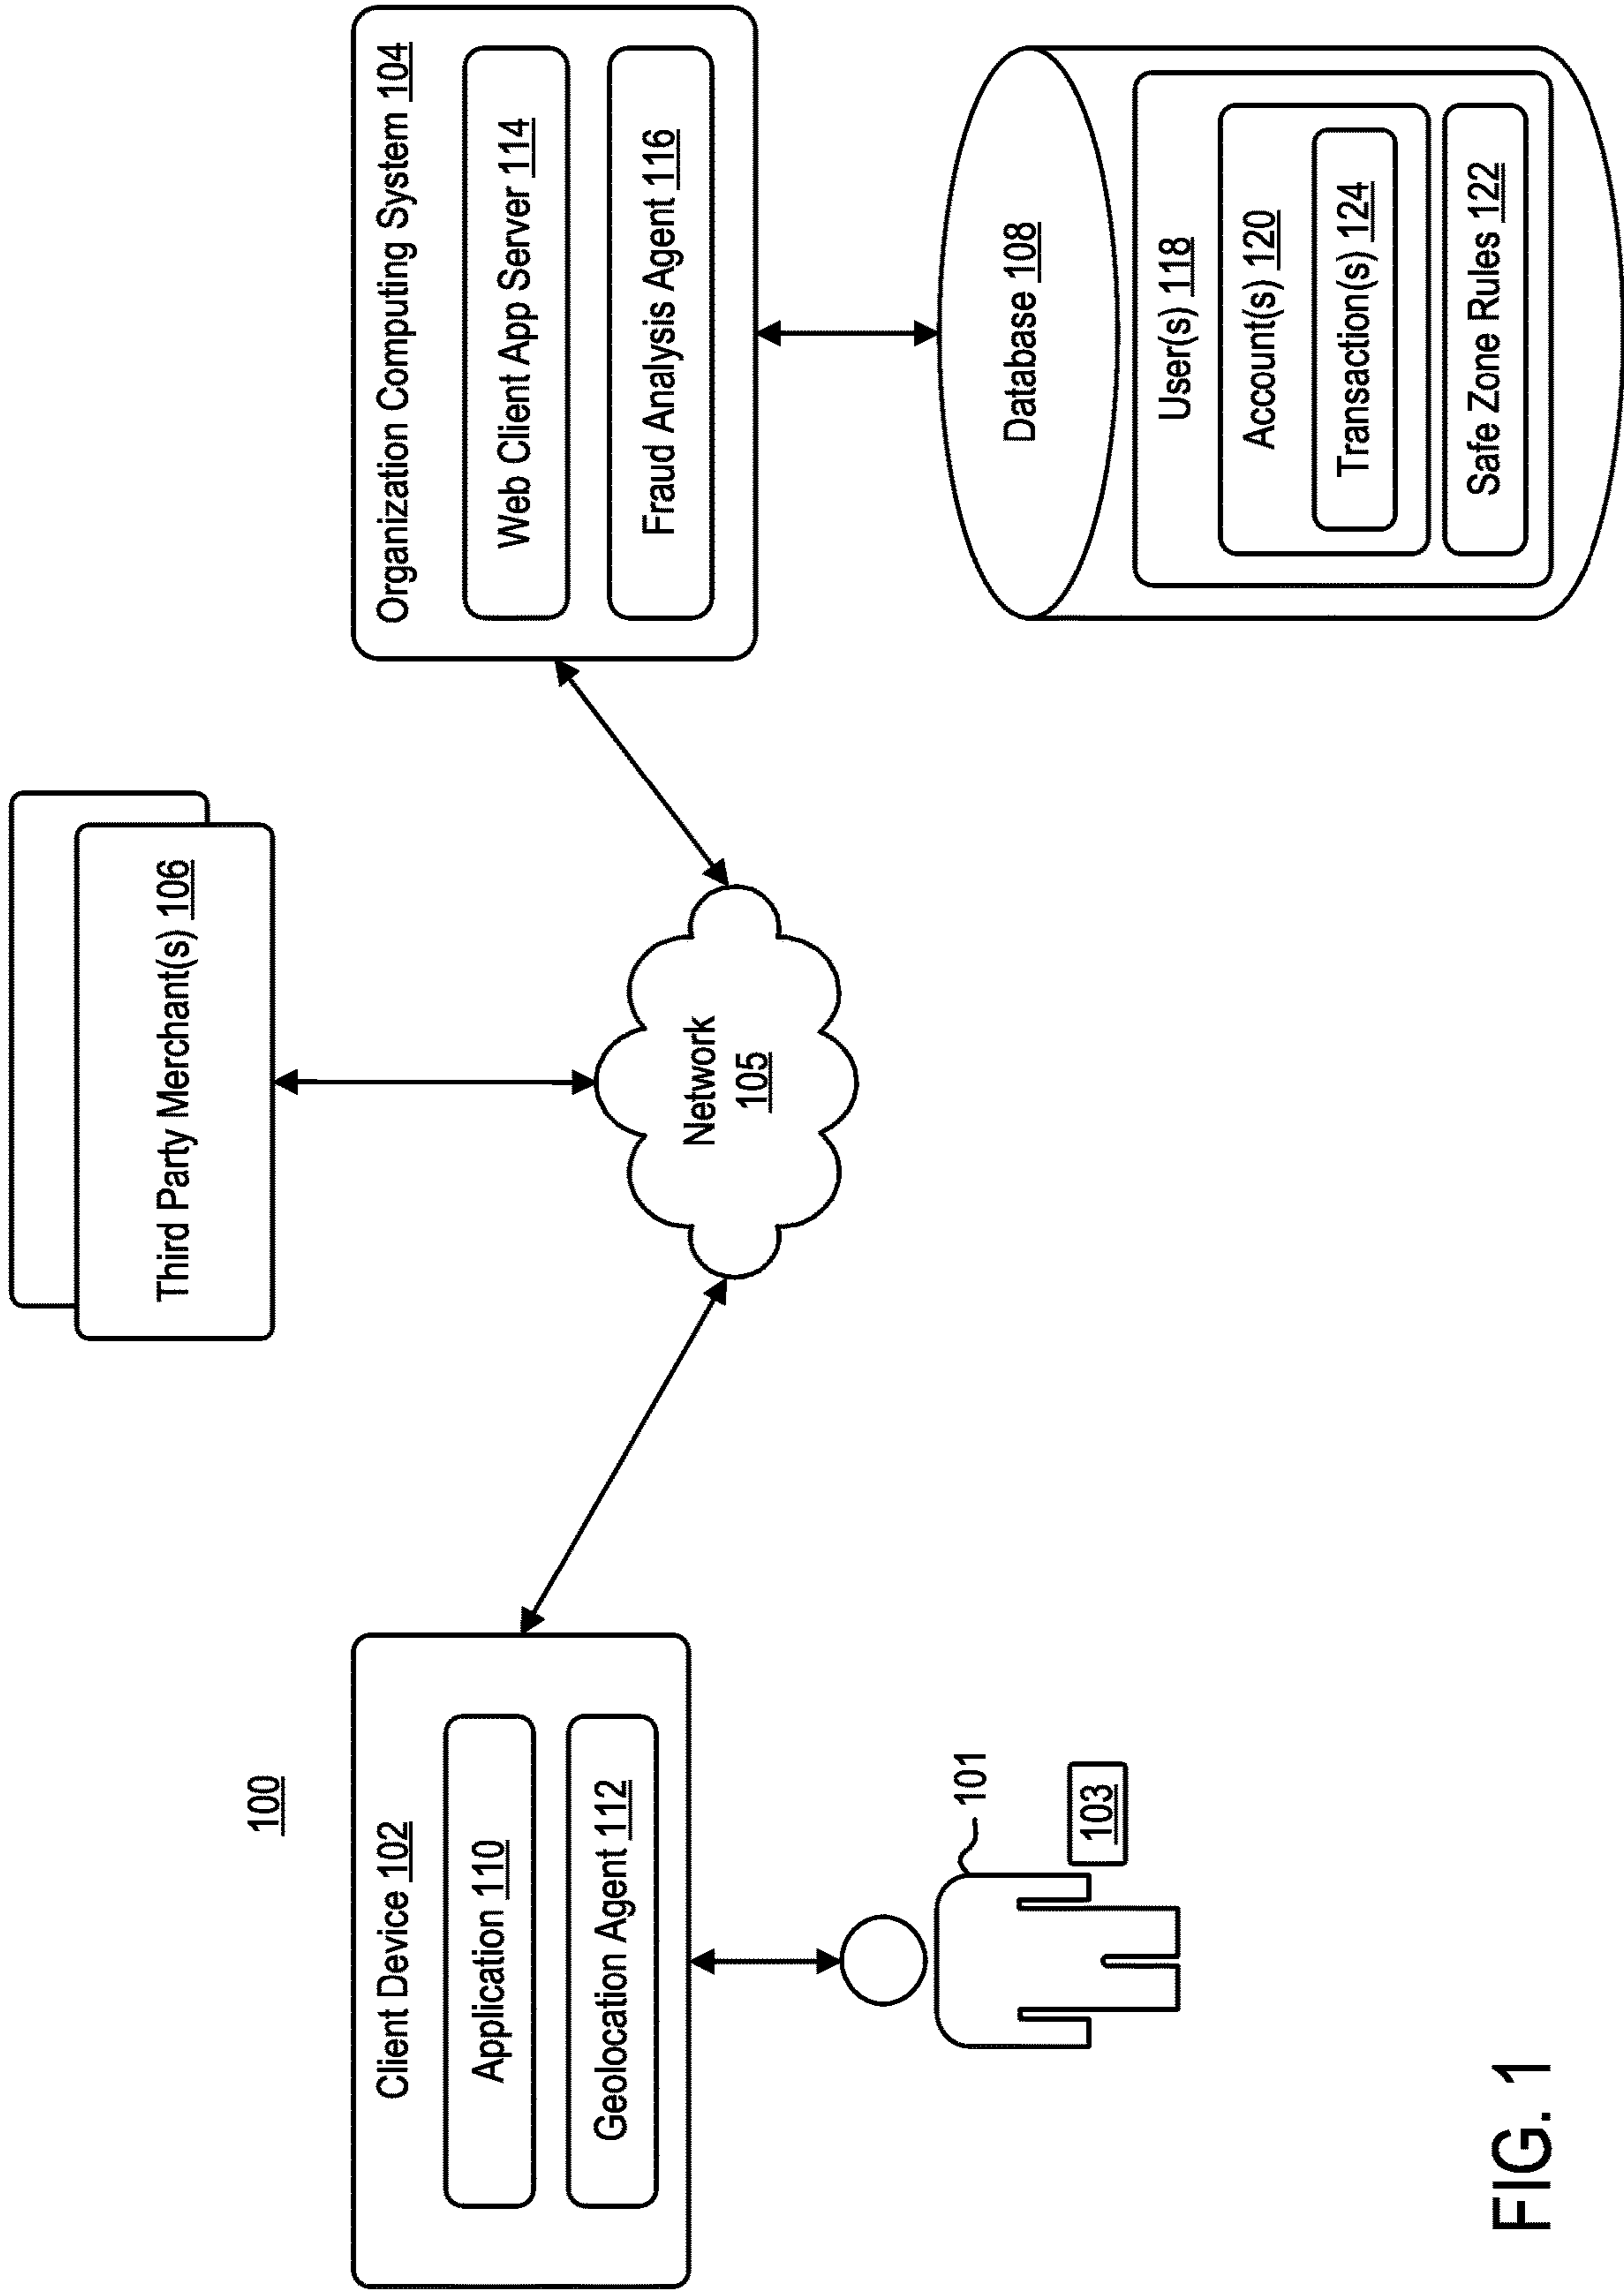 100
Third Party Merchant(s) 106
Client Device 102
Application 110
Geolocation Agent 112
Organization Computing System 104
Web Client App Server 114
Fraud Analysis Agent 116
Network
105
101
103
Database 108
User(s) 118
Account(s) 120
Transaction(s) 124
Safe Zone Rules 122
FIG. 1